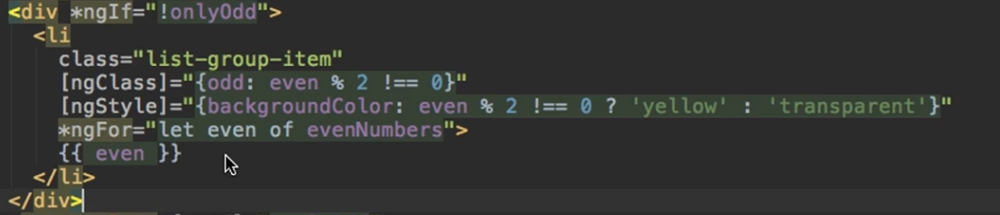 <div *ngIf="!onlyOdd">
<li
class="list-group-item"
[ngClass]="{odd: even % 2 !== 0}"
[ngStyle]="{backgroundColor: even % 2 !== 0 ? 'yellow' : 'transparent'}"
*ngFor="let even of evenNumbers">
{{ even }}
</li>
</div>